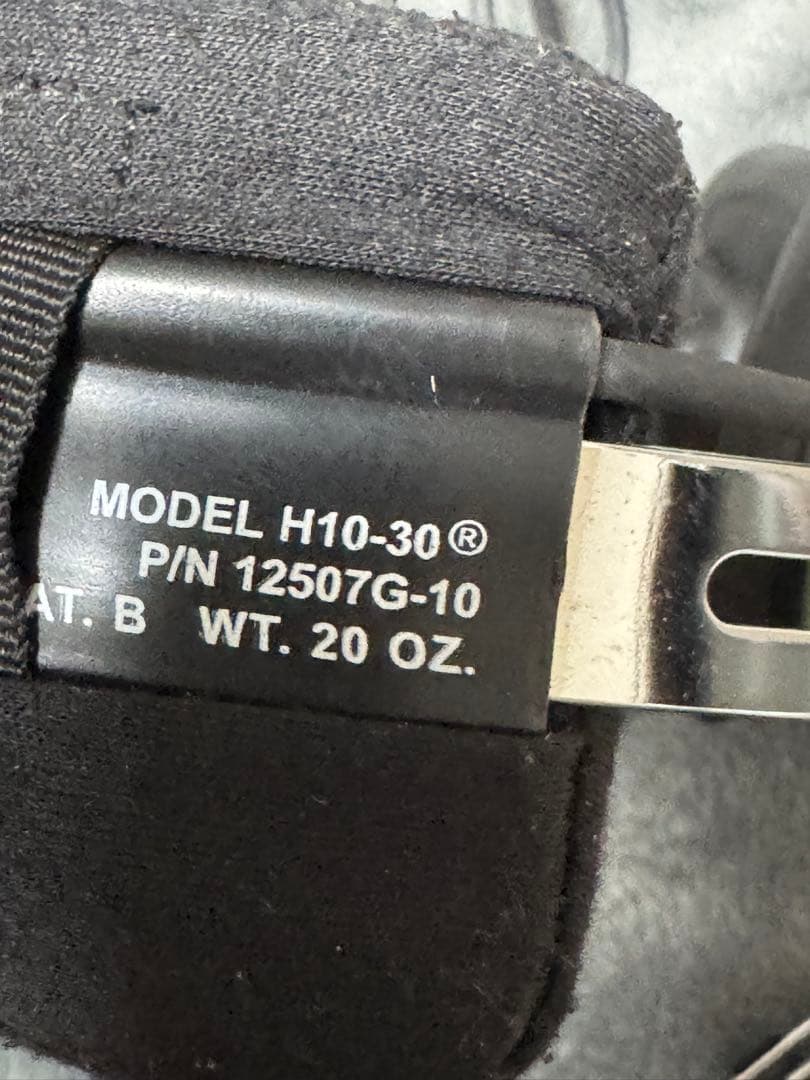 MODEL H10-30®
P/N 12507G-10
AT. B WT. 20 OZ.